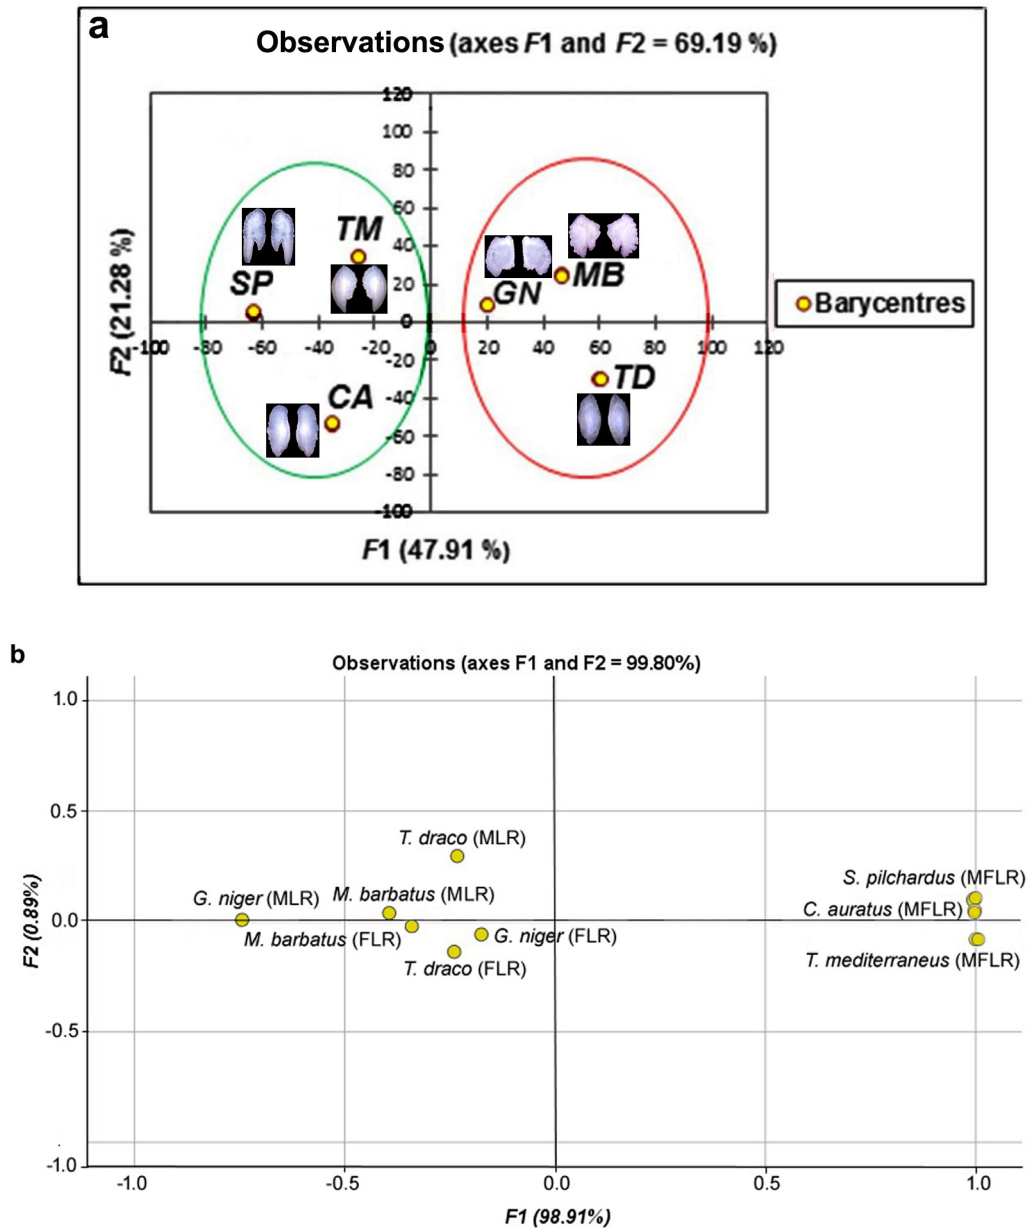 a
Observations (axes F1 and F2 = 69.19 %)
120
100
80
60
40
20
0
-20
-40
-60
-80
-100
F2 (21.28 %)
-100 -80 -60 -40 -20 0 20 40 60 80 100 120
F1 (47.91 %)
TM
SP
CA
GN
MB
TD
Barycentres
b
Observations (axes F1 and F2 = 99.80%)
1.0
0.5
0.0
-0.5
-1.0
F2 (0.89%)
T. draco (MLR)
G. niger (MLR)
M. barbatus (MLR)
M. barbatus (FLR)
G. niger (FLR)
T. draco (FLR)
S. pilchardus (MFLR)
C. auratus (MFLR)
T. mediterraneus (MFLR)
-1.0 -0.5 0.0 0.5 1.0
F1 (98.91%)